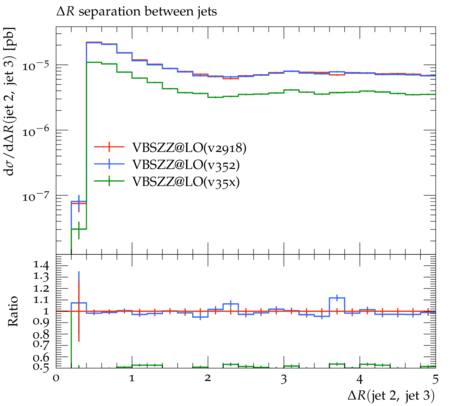 ΔR separation between jets
dσ/dΔR(jet 2, jet 3) [pb]
10⁻⁵
10⁻⁶
10⁻⁷
VBSZZ@LO(v2918)
VBSZZ@LO(v352)
VBSZZ@LO(v35x)
Ratio
1.4
1.3
1.2
1.1
1
0.9
0.8
0.7
0.6
0.5
0 1 2 3 4 5
ΔR(jet 2, jet 3)